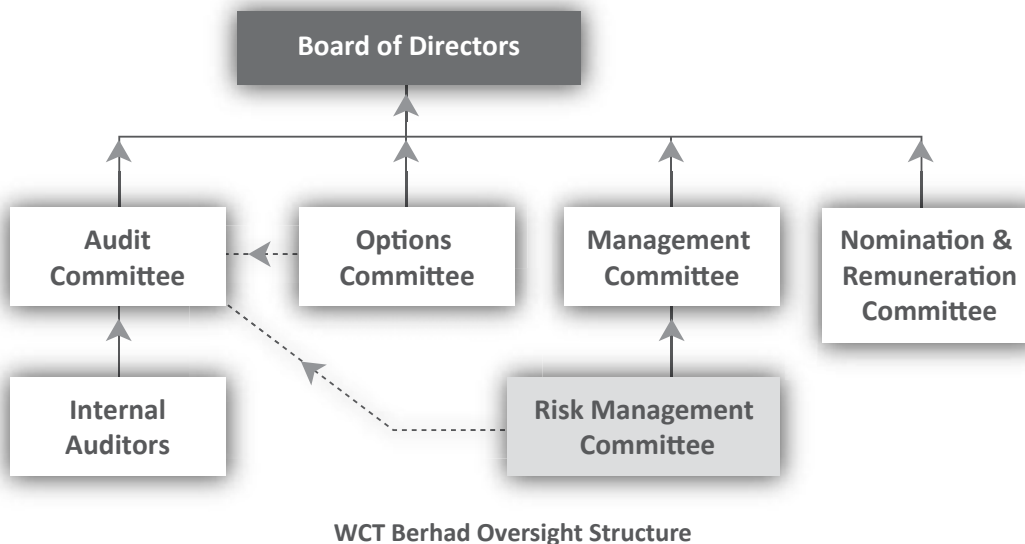 Board of Directors
Audit
Committee
Options
Committee
Management
Committee
Nomination &
Remuneration
Committee
Internal
Auditors
Risk Management
Committee
WCT Berhad Oversight Structure